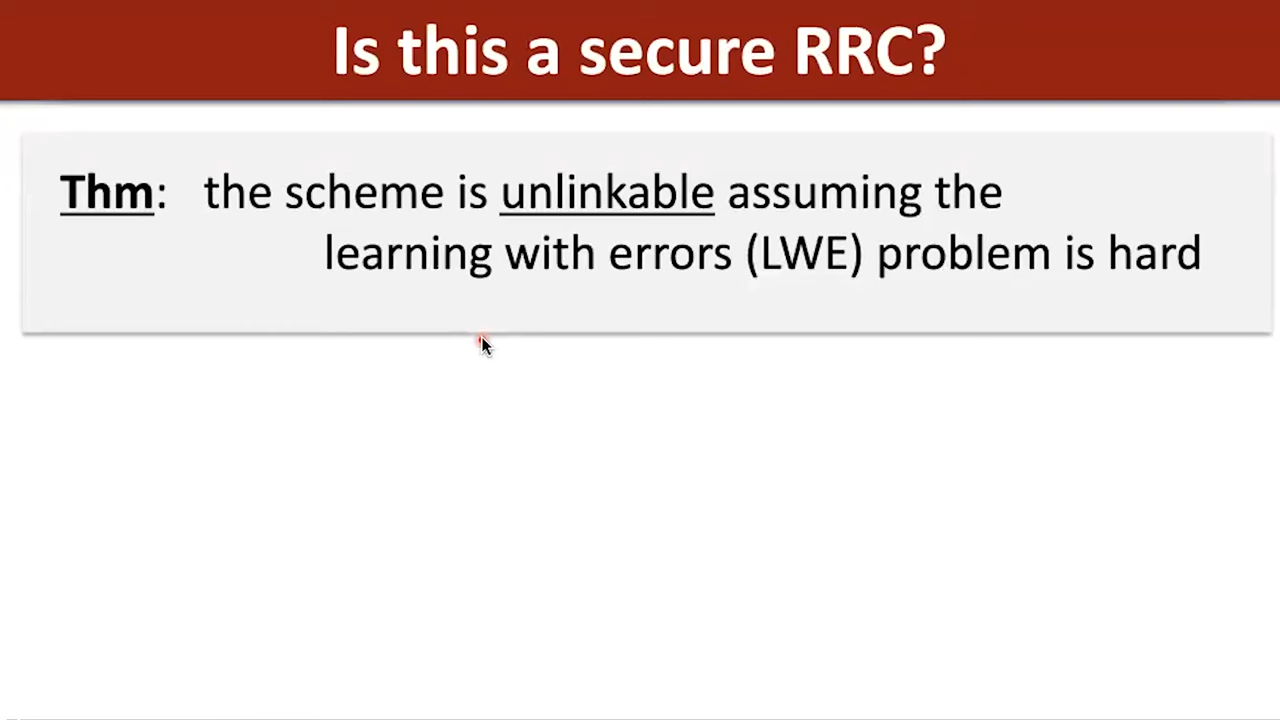 Is this a secure RRC?
Thm: the scheme is unlinkable assuming the
learning with errors (LWE) problem is hard